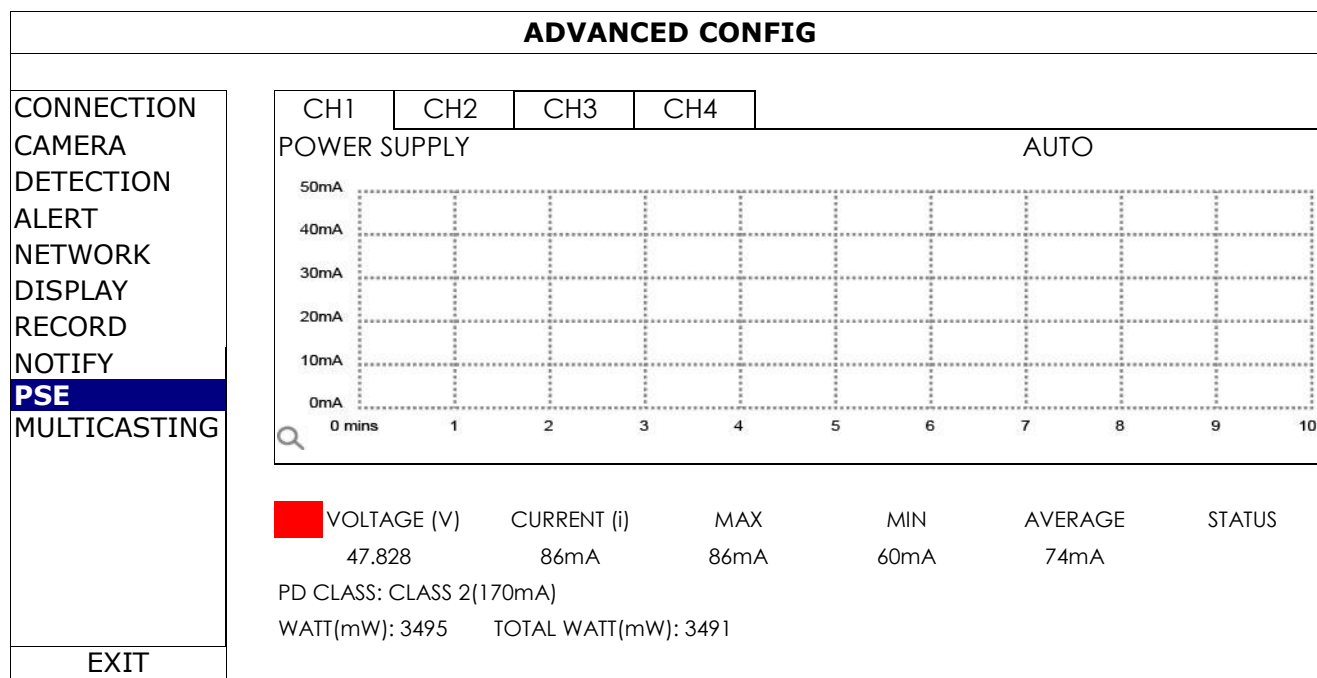 ADVANCED CONFIG
CONNECTION
CAMERA
DETECTION
ALERT
NETWORK
DISPLAY
RECORD
NOTIFY
PSE
MULTICASTING
EXIT
CH1 CH2 CH3 CH4
POWER SUPPLY AUTO
50mA
40mA
30mA
20mA
10mA
0mA
0 mins 1 2 3 4 5 6 7 8 9 10
VOLTAGE (V) CURRENT (i) MAX MIN AVERAGE STATUS
47.828 86mA 86mA 60mA 74mA
PD CLASS: CLASS 2(170mA)
WATT(mW): 3495 TOTAL WATT(mW): 3491